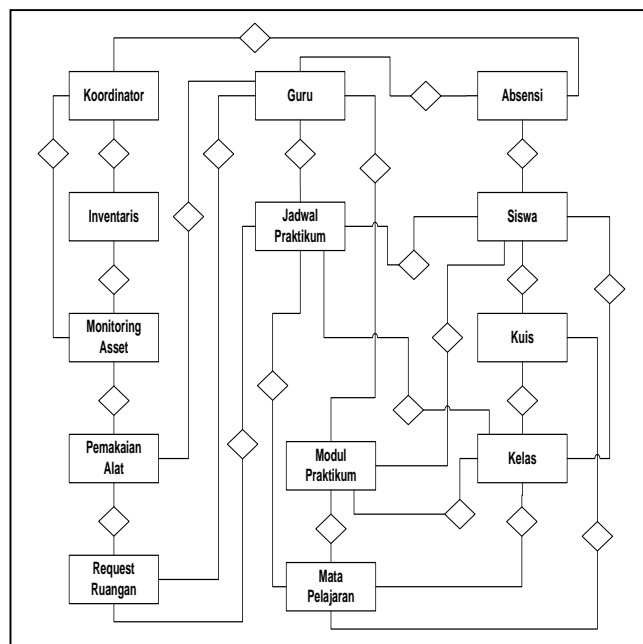 Koordinator
Guru
Absensi
Inventaris
Jadwal
Praktikum
Siswa
Monitoring
Asset
Kuis
Pemakaian
Alat
Modul
Praktikum
Kelas
Request
Ruangan
Mata
Pelajaran